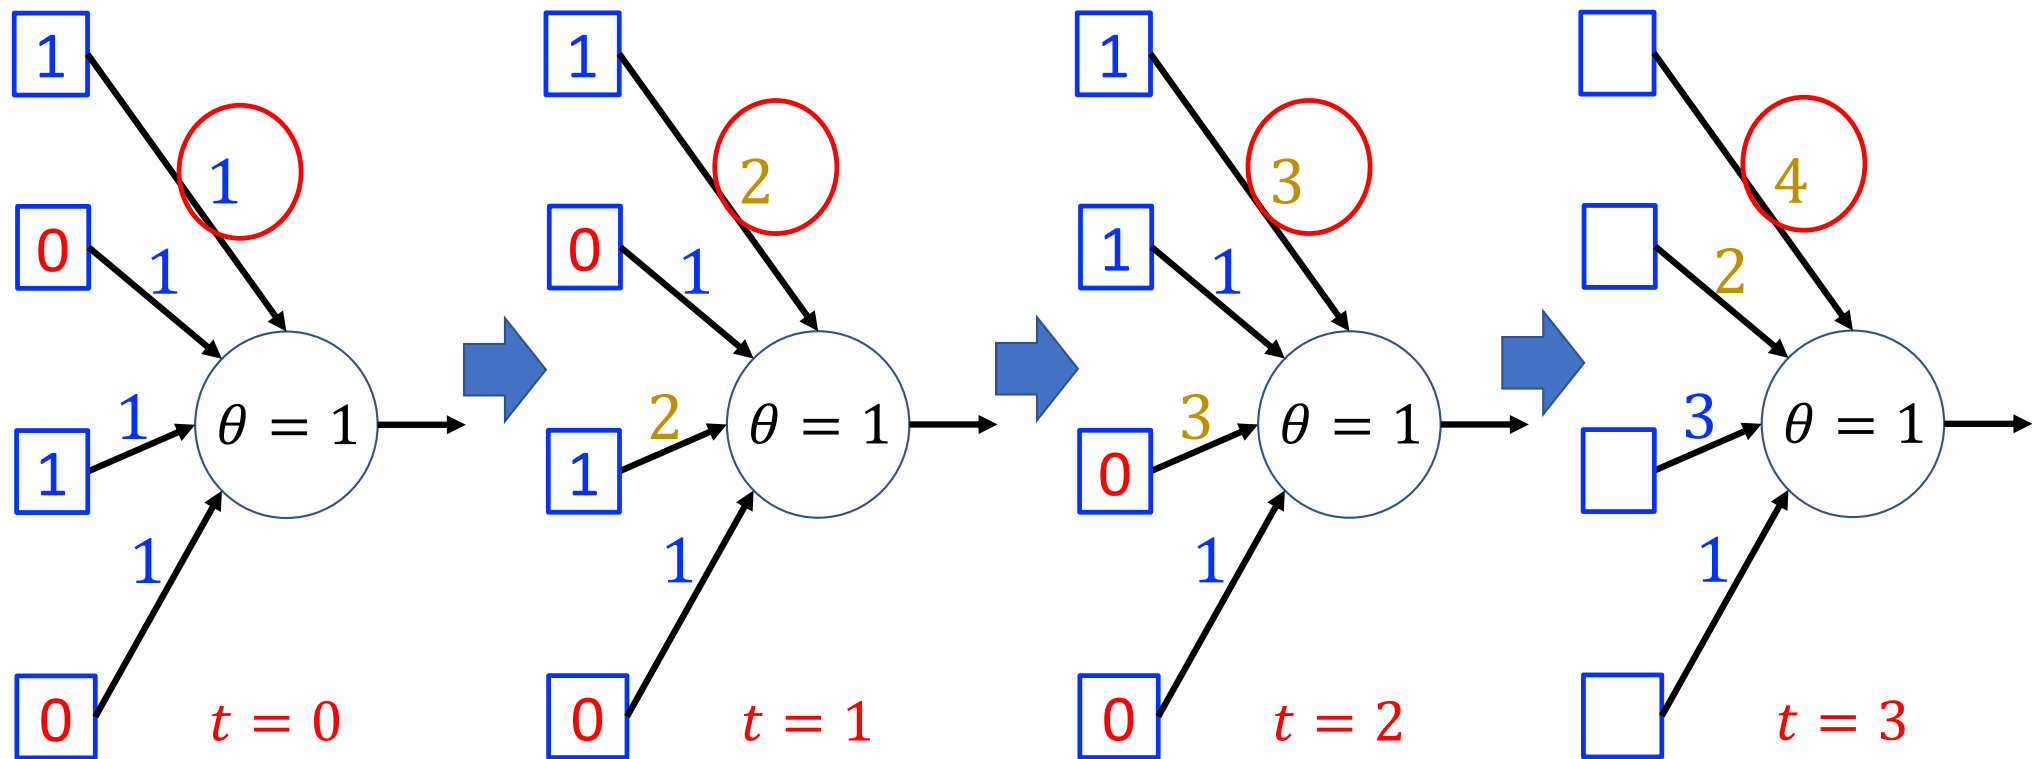 1 1 1
1 2 3 4
0 0 1
1 1 1 2
1 2 3 3
θ = 1 θ = 1 θ = 1 θ = 1
1 1 0
1 1 1 1
0 t = 0 0 t = 1 0 t = 2 t = 3